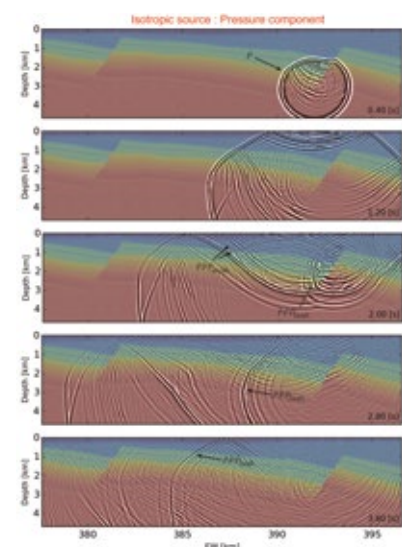 Isotropic source : Pressure component
0
1
2
3
4
Depth [km]
P
0.40 [s]
0
1
2
3
4
Depth [km]
1.20 [s]
0
1
2
3
4
Depth [km]
2.00 [s]
0
1
2
3
4
Depth [km]
2.80 [s]
0
1
2
3
4
Depth [km]
3.60 [s]
380 385 390 395